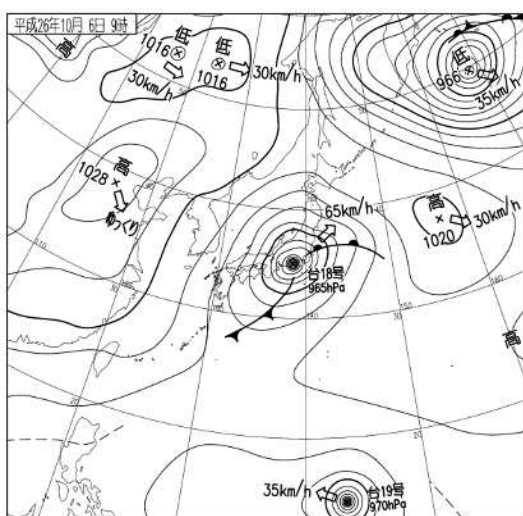 平成26年10月 6日 9時
高
低
1016
30km/h
低
1016
30km/h
低
966
35km/h
高
1028
ゆっくり
65km/h
高
1020
30km/h
台18号
965hPa
高
35km/h
台19号
970hPa